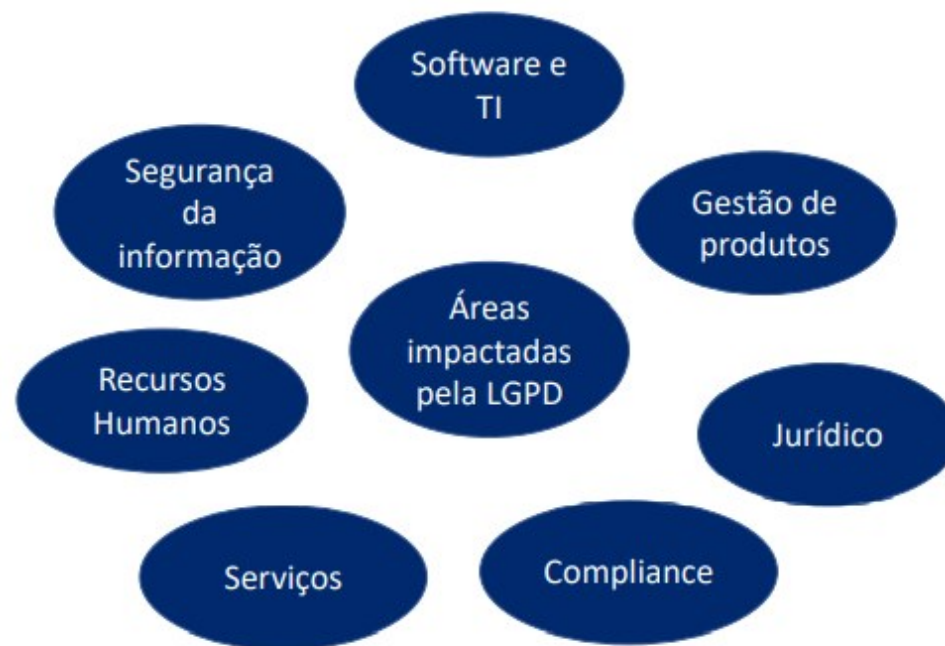 Software e
TI
Segurança
da
informação
Gestão de
produtos
Áreas
impactadas
pela LGPD
Recursos
Humanos
Jurídico
Serviços
Compliance